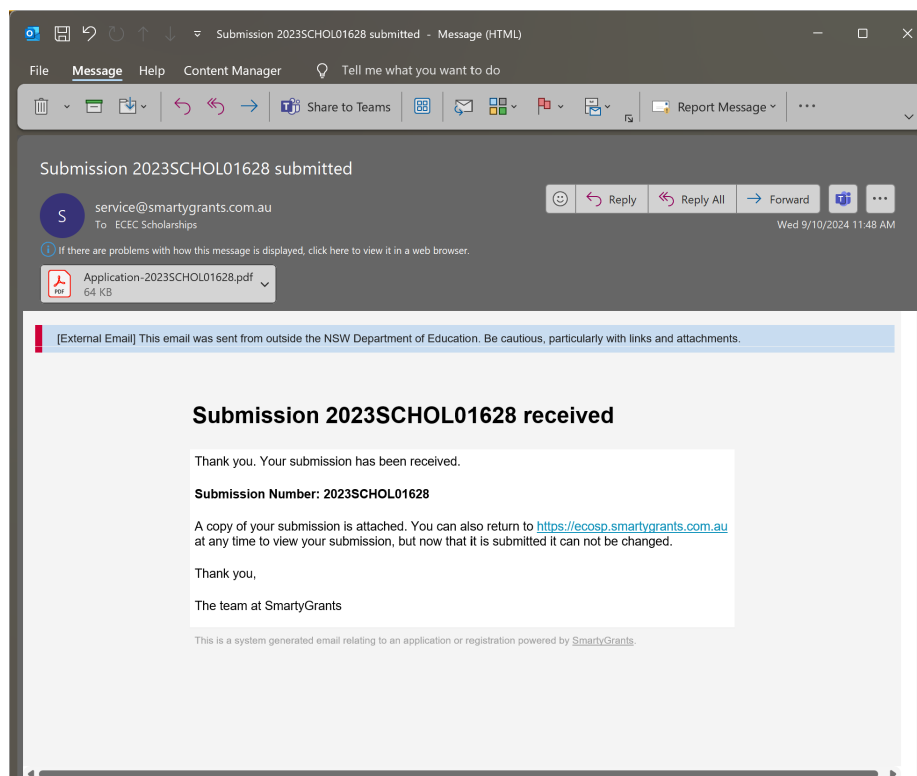 Submission 2023SCHOL01628 submitted - Message (HTML)
File Message Help Content Manager Tell me what you want to do
Share to Teams Report Message
Submission 2023SCHOL01628 submitted
S
service@smartygrants.com.au
To ECEC Scholarships
Reply Reply All Forward
Wed 9/10/2024 11:48 AM
If there are problems with how this message is displayed, click here to view it in a web browser.
PDF
Application-2023SCHOL01628.pdf
64 KB
[External Email] This email was sent from outside the NSW Department of Education. Be cautious, particularly with links and attachments.
Submission 2023SCHOL01628 received
Thank you. Your submission has been received.
Submission Number: 2023SCHOL01628
A copy of your submission is attached. You can also return to https://ecosp.smartygrants.com.au
at any time to view your submission, but now that it is submitted it can not be changed.
Thank you,
The team at SmartyGrants
This is a system generated email relating to an application or registration powered by SmartyGrants.